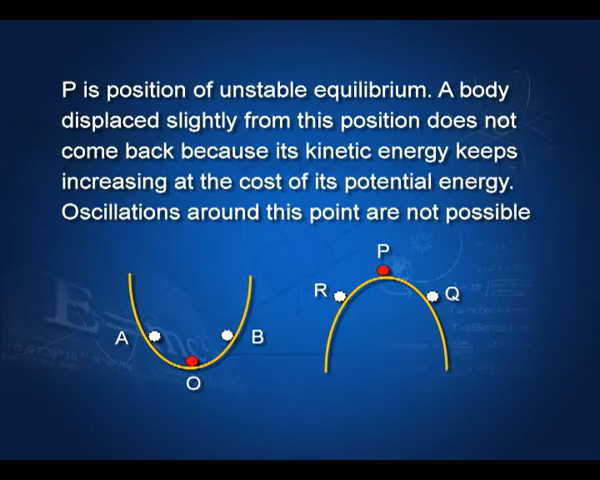 P is position of unstable equilibrium. A body
displaced slightly from this position does not
come back because its kinetic energy keeps
increasing at the cost of its potential energy.
Oscillations around this point are not possible
P
R
Q
A
B
O